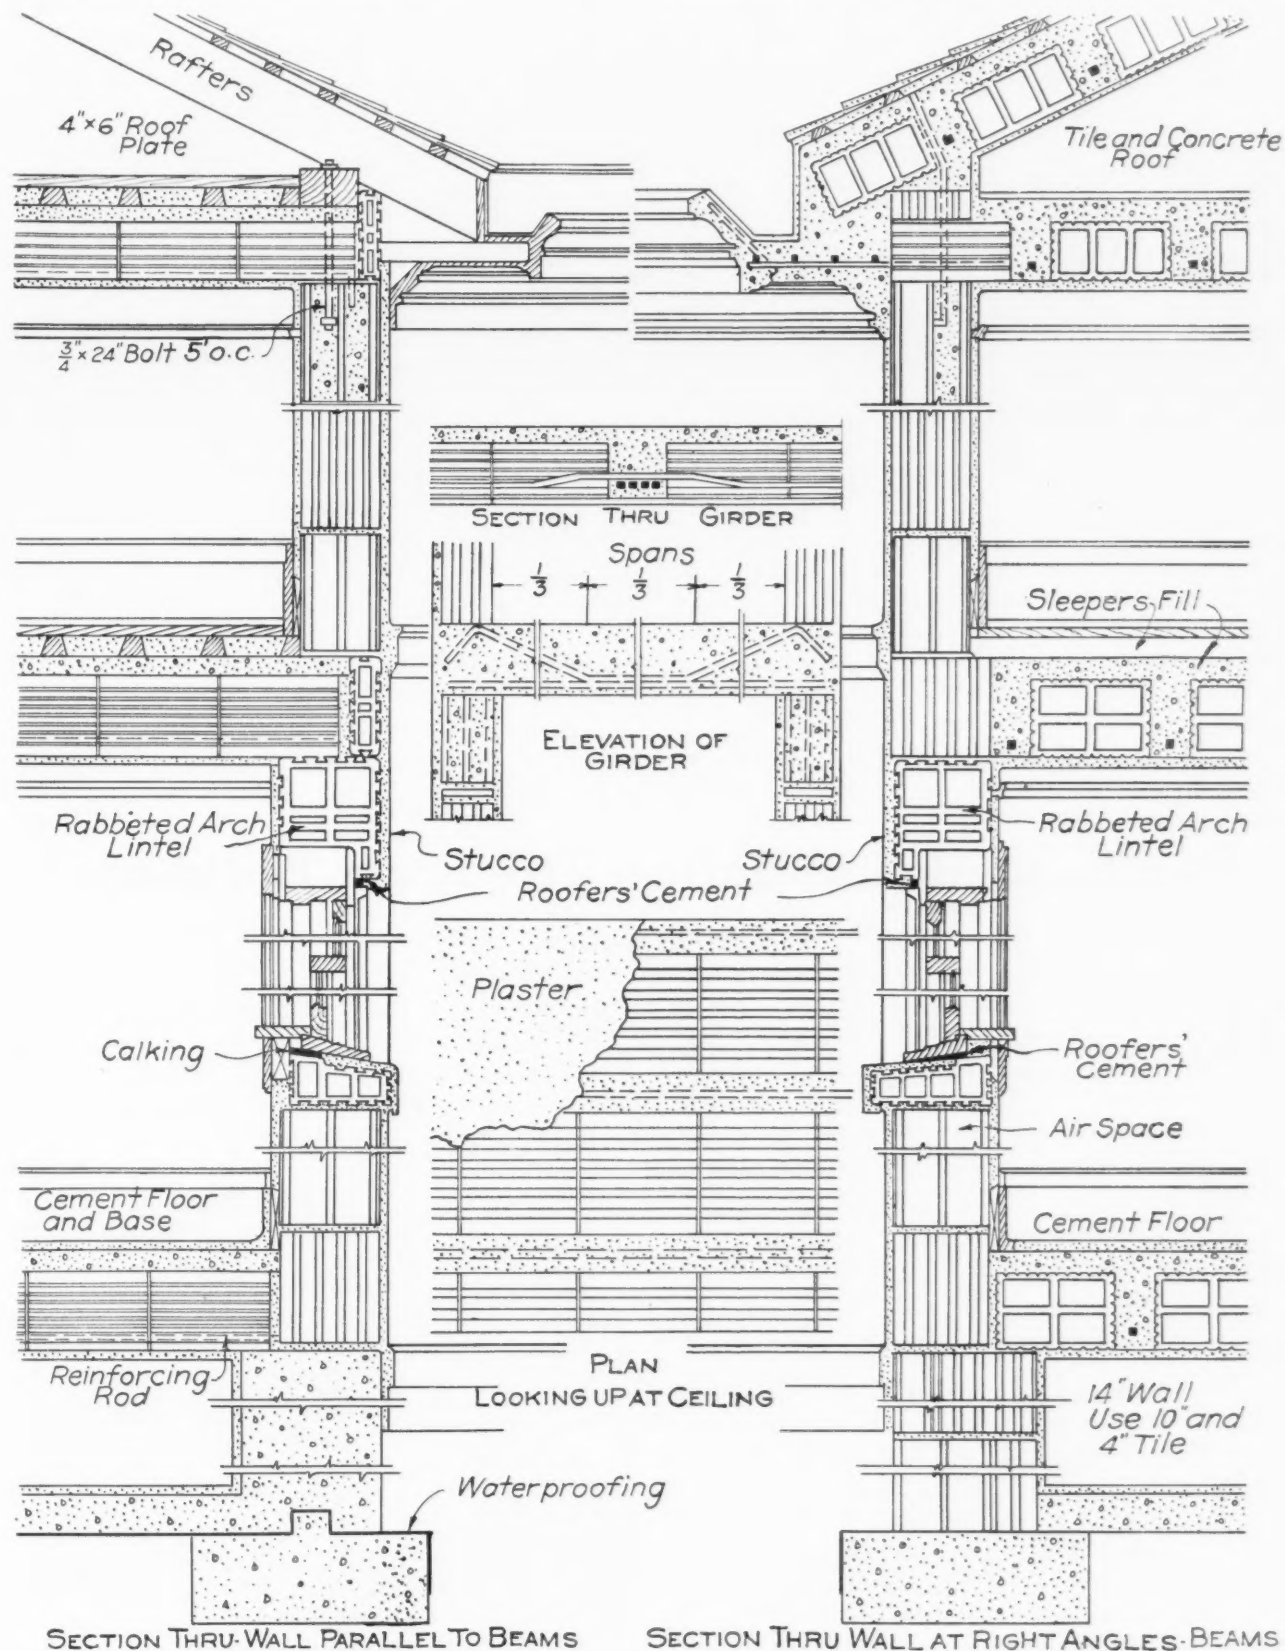 Rafters
4"×6" Roof
Plate
Tile and Concrete
Roof
3/4"×24" Bolt 5'o.c.
SECTION THRU GIRDER
Spans
1/3 1/3 1/3
Sleepers Fill
ELEVATION OF
GIRDER
Rabbeted Arch
Lintel
Stucco
Stucco
Rabbeted Arch
Lintel
Roofers' Cement
Plaster
Calking
Roofers'
Cement
Air Space
Cement Floor
and Base
Cement Floor
Reinforcing
Rod
PLAN
LOOKING UP AT CEILING
14" Wall
Use 10" and
4" Tile
Waterproofing
SECTION THRU-WALL PARALLEL TO BEAMS
SECTION THRU WALL AT RIGHT ANGLES-BEAMS